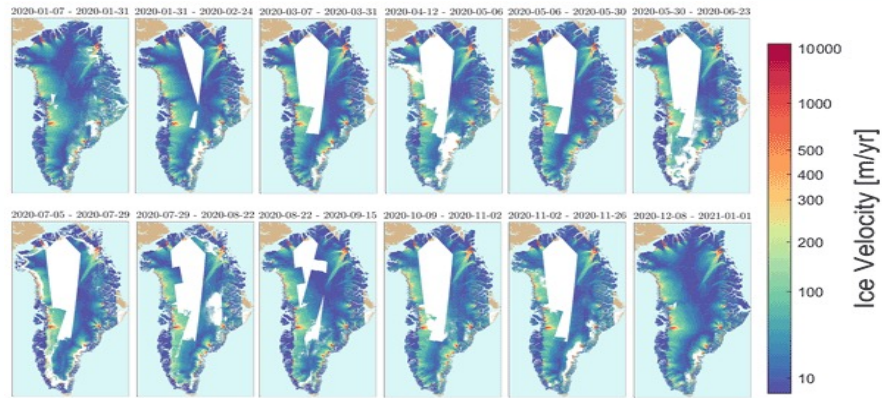 2020-01-07 - 2020-01-31
2020-01-31 - 2020-02-24
2020-03-07 - 2020-03-31
2020-04-12 - 2020-05-06
2020-05-06 - 2020-05-30
2020-05-30 - 2020-06-23
2020-07-05 - 2020-07-29
2020-07-29 - 2020-08-22
2020-08-22 - 2020-09-15
2020-10-09 - 2020-11-02
2020-11-02 - 2020-11-26
2020-12-08 - 2021-01-01
10000
1000
500
400
300
200
100
10
Ice Velocity [m/yr]